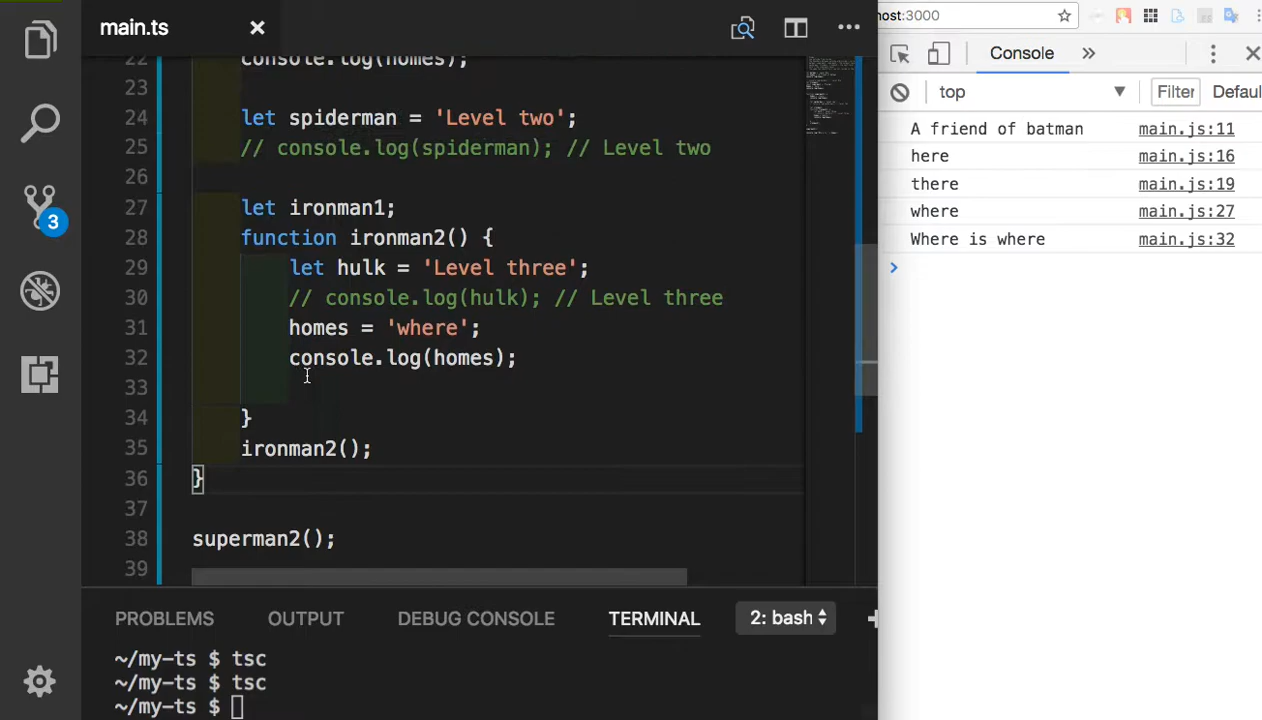 main.ts
22 console.log(homes);
23
24 let spiderman = 'Level two';
25 // console.log(spiderman); // Level two
26
27 let ironman1;
28 function ironman2() {
29 let hulk = 'Level three';
30 // console.log(hulk); // Level three
31 homes = 'where';
32 console.log(homes);
33
34 }
35 ironman2();
36 }
37
38 superman2();
39
3
PROBLEMS OUTPUT DEBUG CONSOLE TERMINAL 2: bash
~/my-ts $ tsc
~/my-ts $ tsc
~/my-ts $
ost:3000
Console
top Filter Defau
A friend of batman main.js:11
here main.js:16
there main.js:19
where main.js:27
Where is where main.js:32